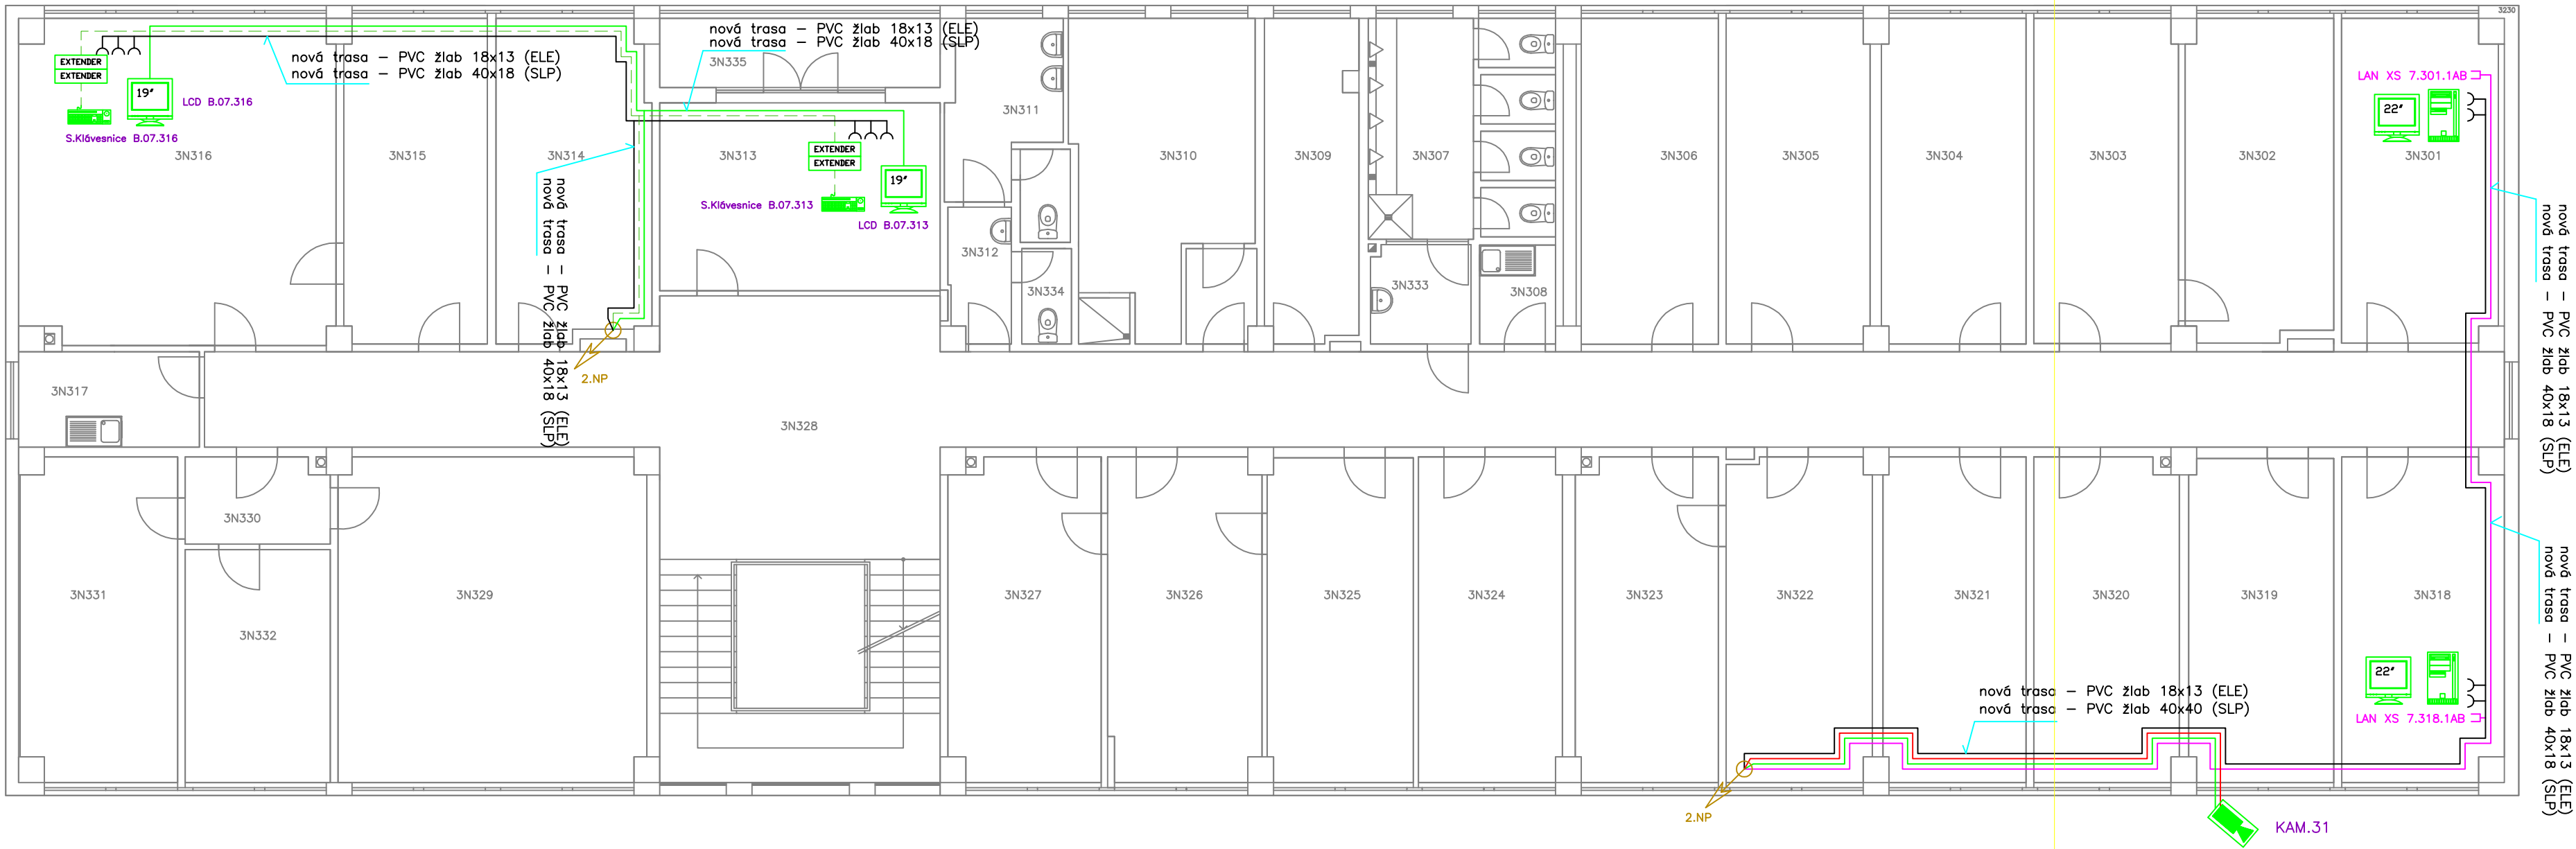 3230
nová trasa – PVC žlab 18x13 (ELE)
nová trasa – PVC žlab 40x18 (SLP)
3N335
nová trasa – PVC žlab 18x13 (ELE)
nová trasa – PVC žlab 40x18 (SLP)
EXTENDER
EXTENDER
19"
LCD B.07.316
S.Klávesnice B.07.316
3N316
3N315
3N314
3N313
EXTENDER
EXTENDER
19"
S.Klávesnice B.07.313
LCD B.07.313
3N311
3N312
3N334
3N310
3N309
3N307
3N333
3N308
3N306
3N305
3N304
3N303
3N302
3N301
LAN XS 7.301.1AB
22"
nová trasa – PVC žlab 18x13 (ELE)
nová trasa – PVC žlab 40x18 (SLP)
nová trasa – PVC žlab 18x13 (ELE)
nová trasa – PVC žlab 40x18 (SLP)
2.NP
3N317
3N328
3N330
3N331
3N332
3N329
3N327
3N326
3N325
3N324
3N323
3N322
3N321
3N320
3N319
3N318
22"
LAN XS 7.318.1AB
nová trasa – PVC žlab 18x13 (ELE)
nová trasa – PVC žlab 40x40 (SLP)
nová trasa – PVC žlab 18x13 (ELE)
nová trasa – PVC žlab 40x18 (SLP)
2.NP
KAM.31